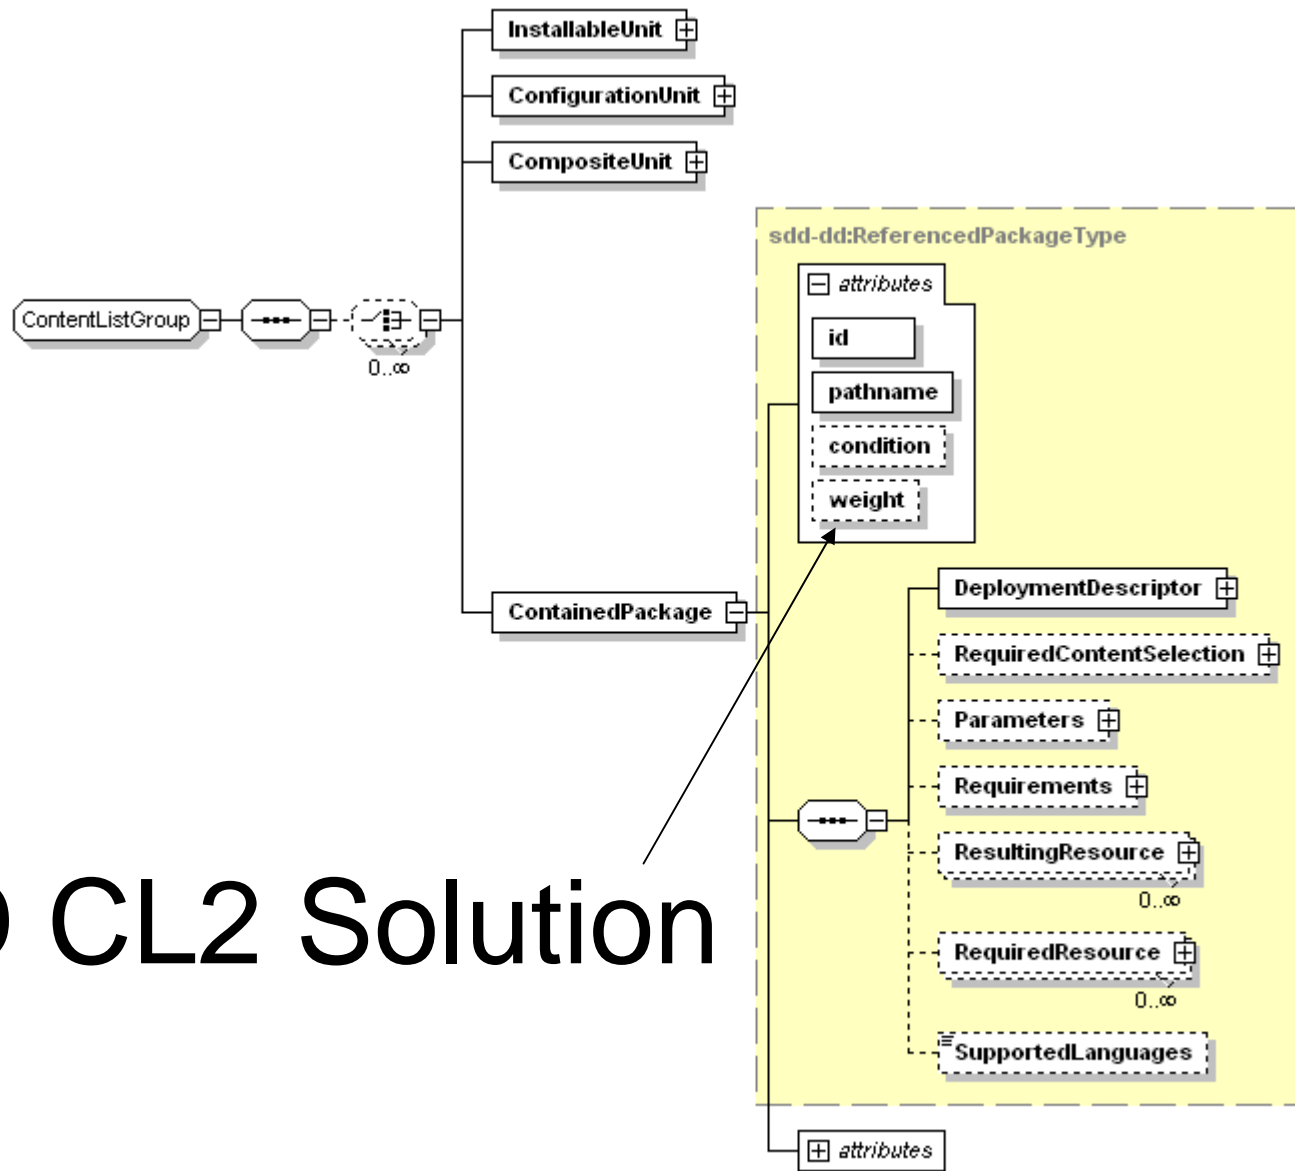 InstallableUnit
ConfigurationUnit
CompositeUnit
sdd-dd:ReferencedPackageType
attributes
ContentListGroup
0..∞
id
pathname
condition
weight
ContainedPackage
DeploymentDescriptor
RequiredContentSelection
Parameters
Requirements
ResultingResource
0..∞
CL2 Solution
RequiredResource
0..∞
SupportedLanguages
attributes